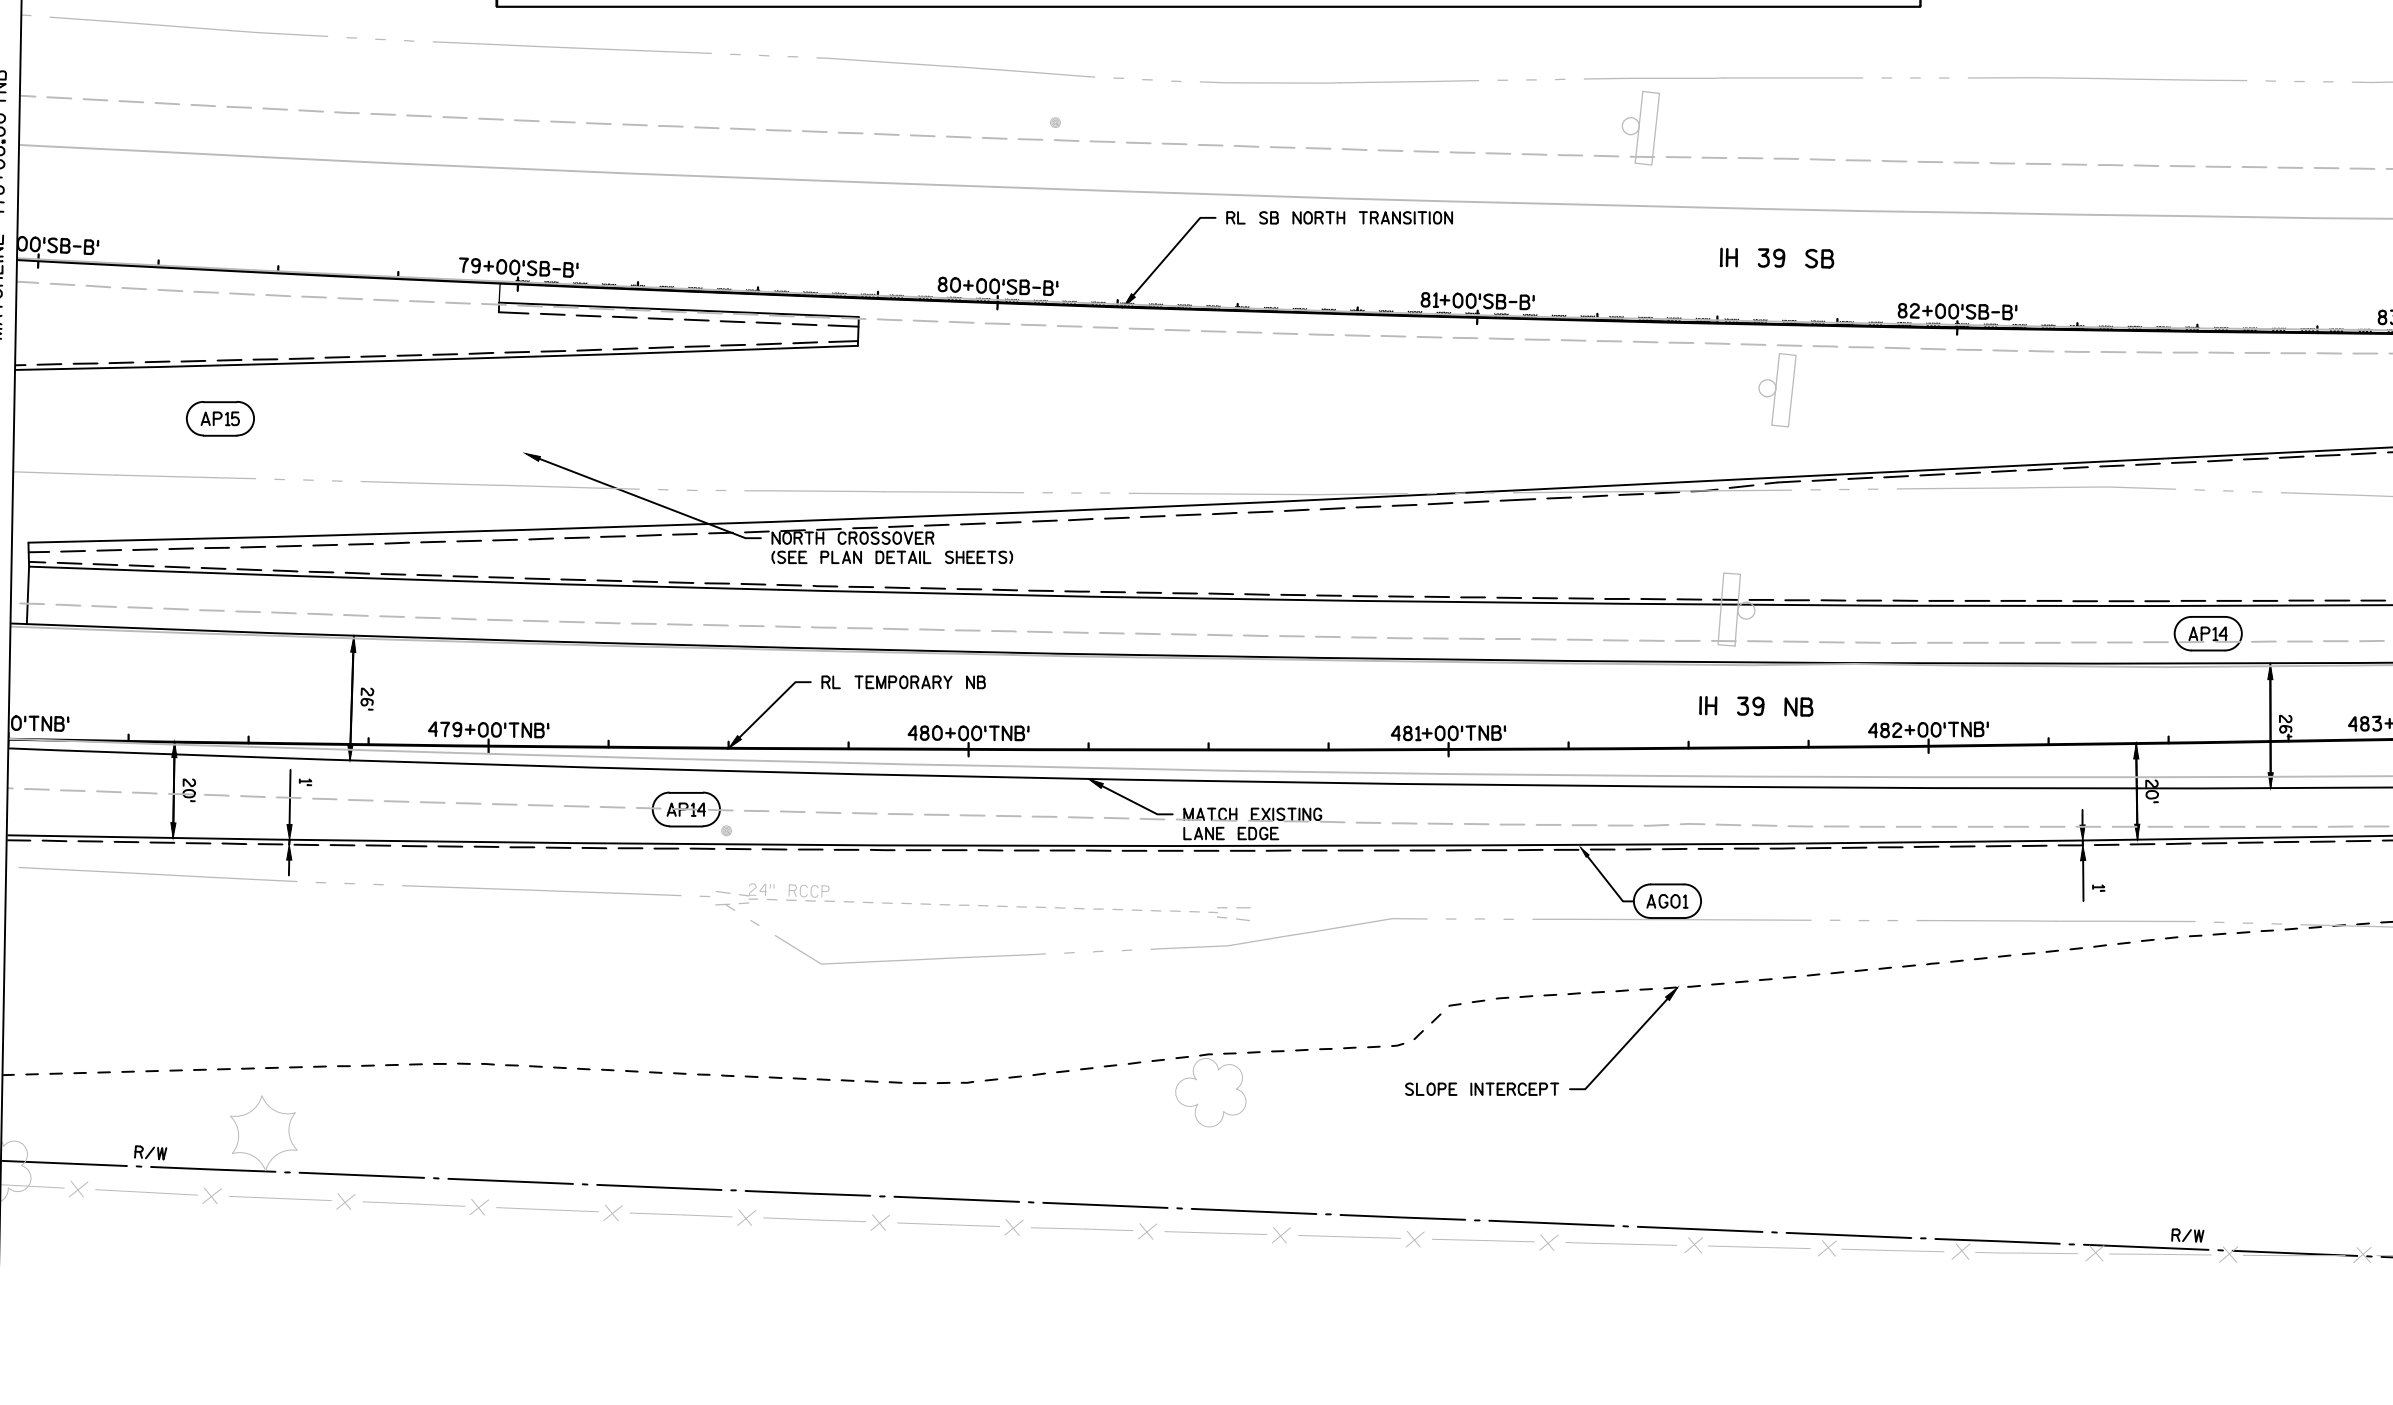 RL SB NORTH TRANSITION
IH 39 SB
00'SB-B'
79+00'SB-B'
80+00'SB-B'
81+00'SB-B'
82+00'SB-B'
83
AP15
NORTH CROSSOVER
(SEE PLAN DETAIL SHEETS)
AP14
26'
RL TEMPORARY NB
IH 39 NB
0'TNB'
479+00'TNB'
480+00'TNB'
481+00'TNB'
482+00'TNB'
483+
26'
20'
1'
AP14
MATCH EXISTING
LANE EDGE
20'
24" RCCP
AG01
1'
SLOPE INTERCEPT
R/W
R/W